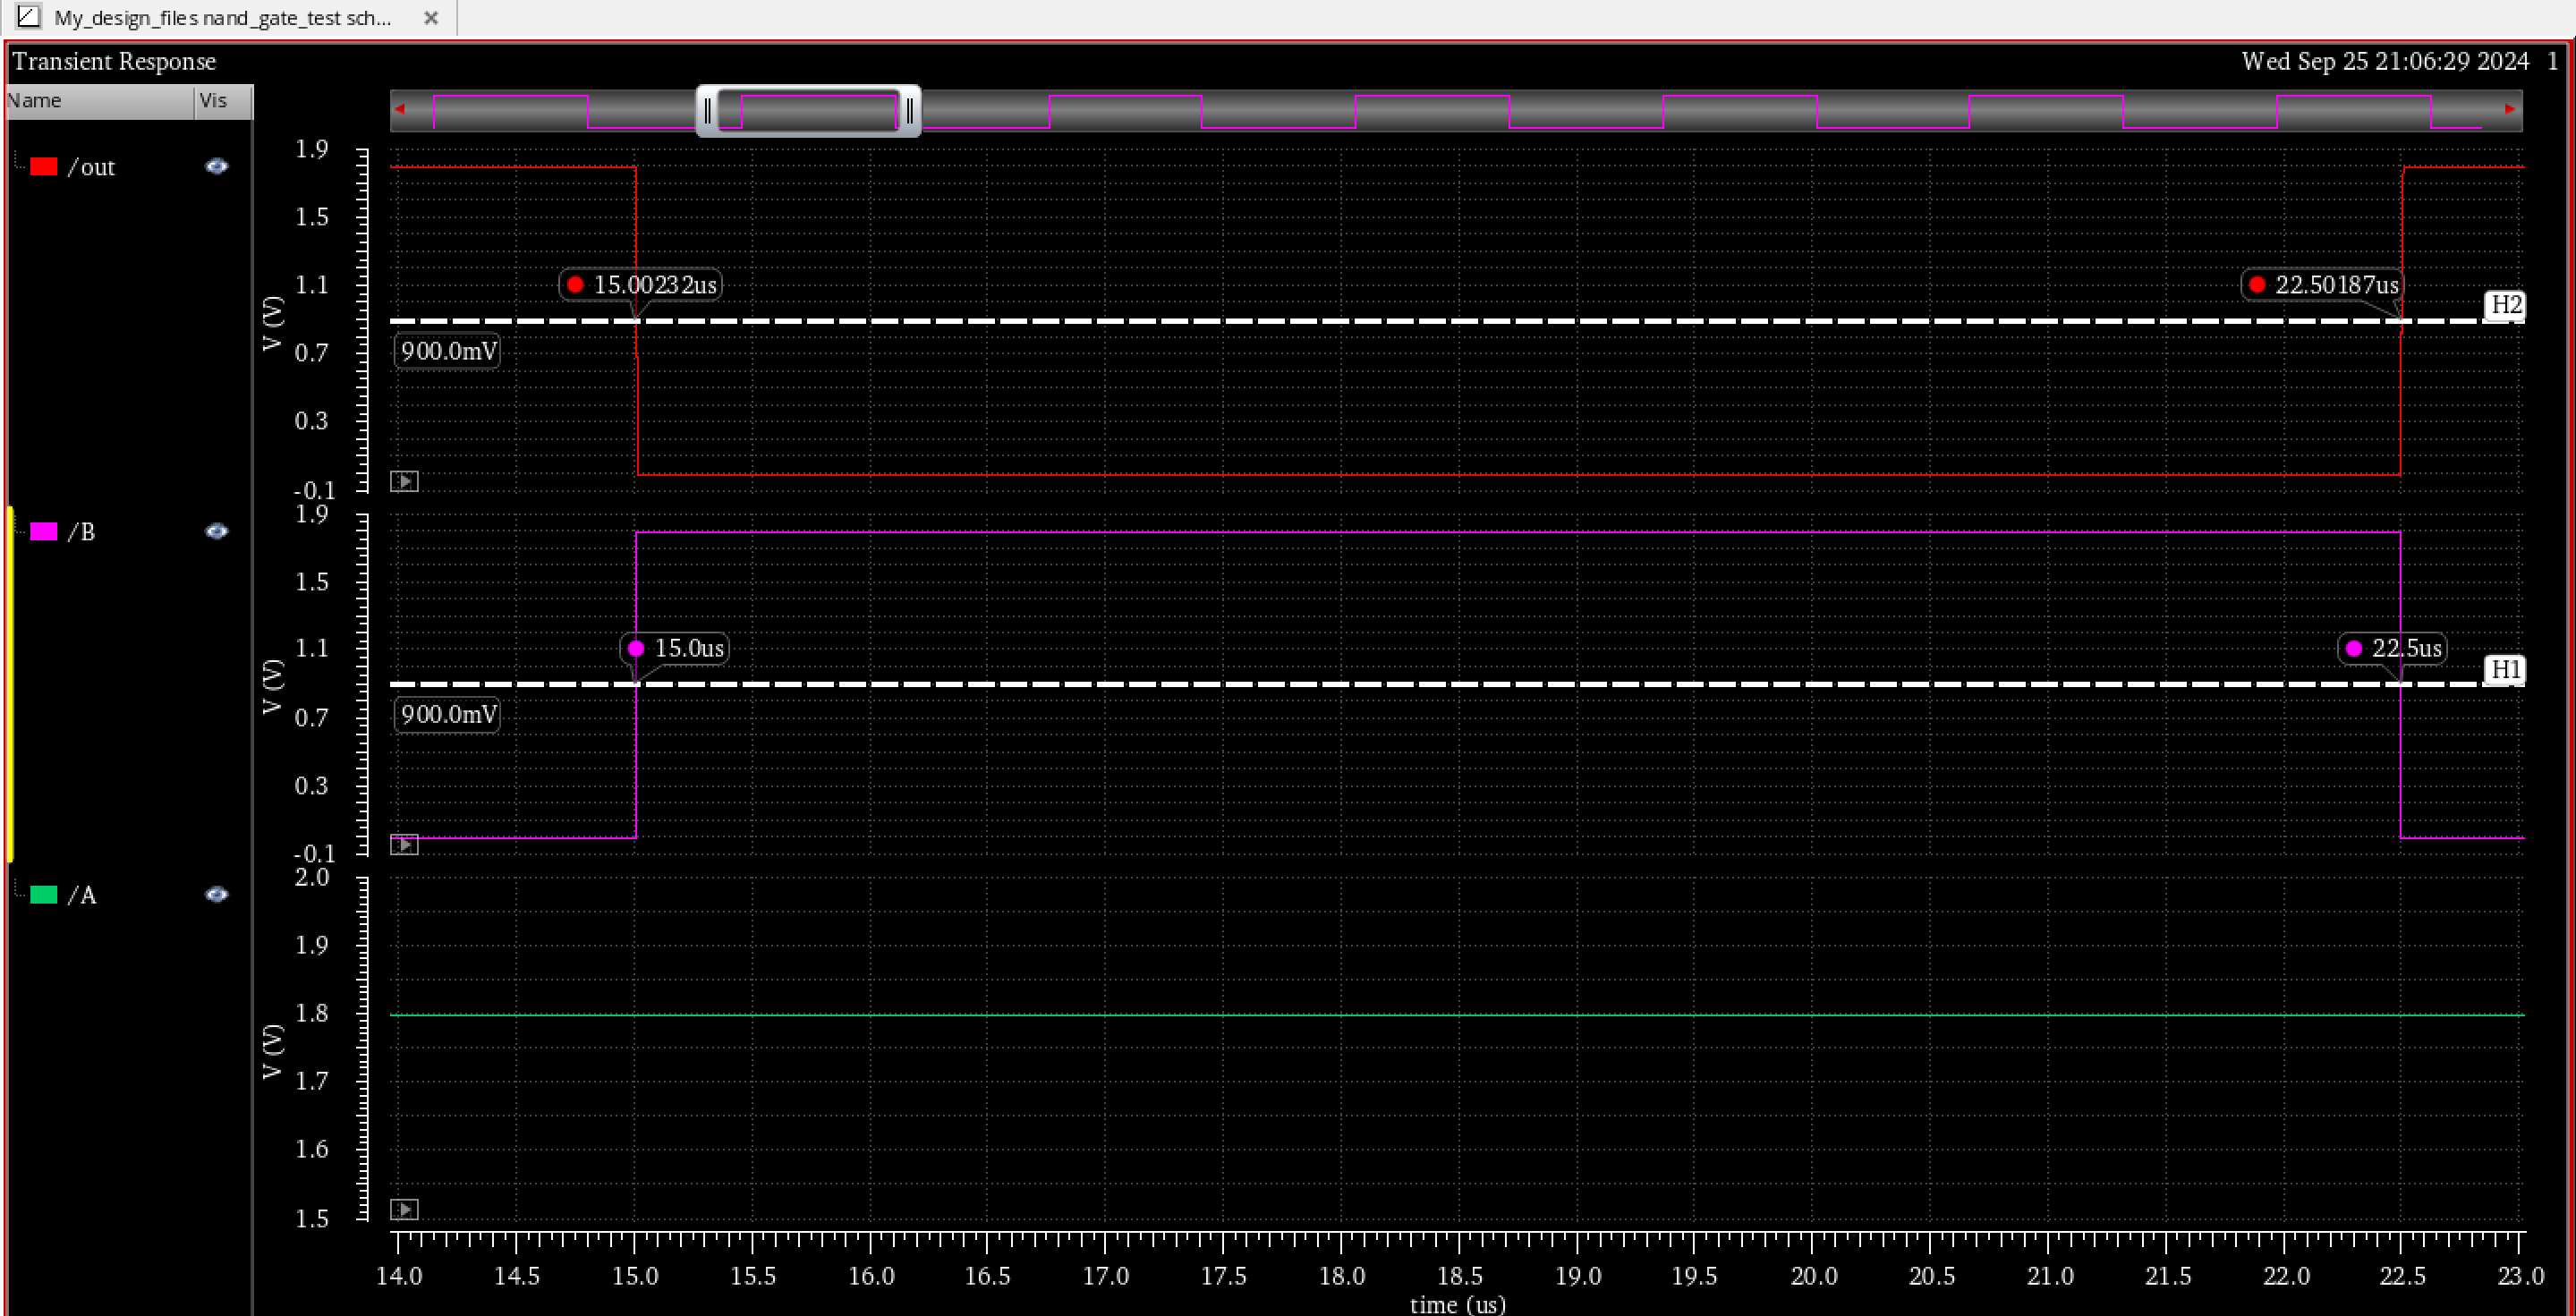 My_design_files nand_gate_test sch...
Transient Response
Wed Sep 25 21:06:29 2024 1
Name Vis
/out
V (V)
1.9
1.5
1.1
0.7
0.3
-0.1
15.00232us
22.50187us
H2
900.0mV
/B
V (V)
1.9
1.5
1.1
0.7
0.3
-0.1
15.0us
22.5us
H1
900.0mV
/A
V (V)
2.0
1.9
1.8
1.7
1.6
1.5
14.0 14.5 15.0 15.5 16.0 16.5 17.0 17.5 18.0 18.5 19.0 19.5 20.0 20.5 21.0 21.5 22.0 22.5 23.0
time (us)